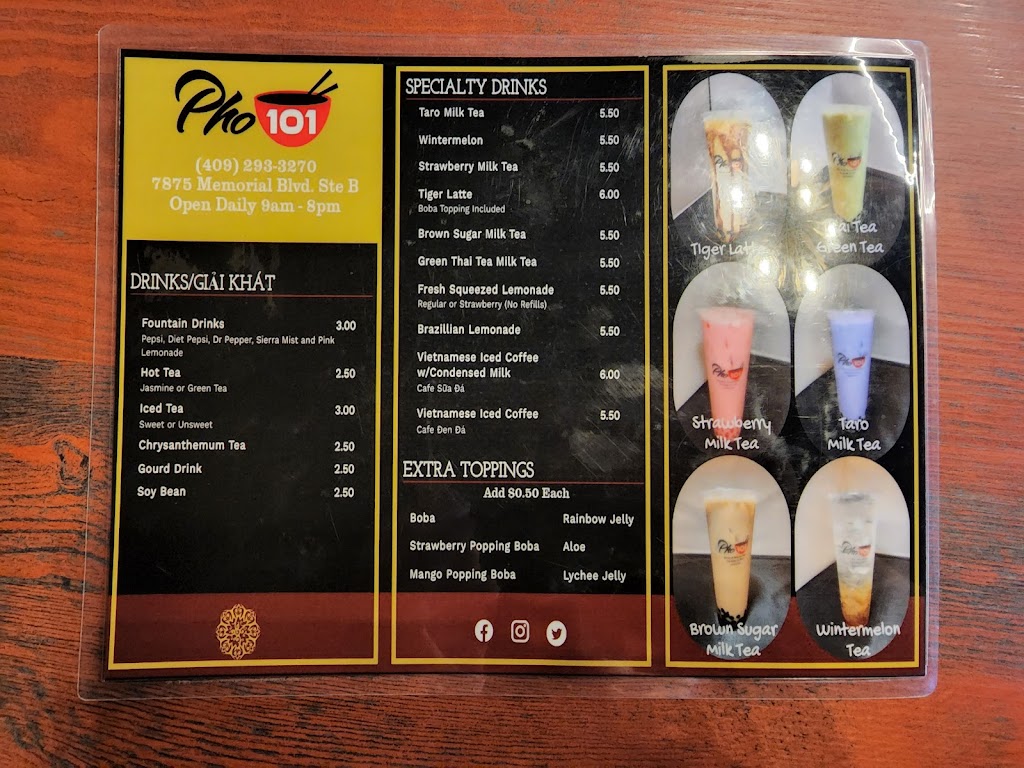 Pho 101
(409) 293-3270
7875 Memorial Blvd. Ste B
Open Daily 9am - 8pm
DRINKS/GIẢI KHÁT
Fountain Drinks 3.00
Pepsi, Diet Pepsi, Dr Pepper, Sierra Mist and Pink
Lemonade
Hot Tea 2.50
Jasmine or Green Tea
Iced Tea 3.00
Sweet or Unsweet
Chrysanthemum Tea 2.50
Gourd Drink 2.50
Soy Bean 2.50
SPECIALTY DRINKS
Taro Milk Tea 5.50
Wintermelon 5.50
Strawberry Milk Tea 5.50
Tiger Latte 6.00
Boba Topping Included
Brown Sugar Milk Tea 5.50
Green Thai Tea Milk Tea 5.50
Fresh Squeezed Lemonade 5.50
Regular or Strawberry (No Refills)
Brazillian Lemonade 5.50
Vietnamese Iced Coffee
w/Condensed Milk 6.00
Cafe Sữa Đá
Vietnamese Iced Coffee 5.50
Cafe Đen Đá
EXTRA TOPPINGS
Add $0.50 Each
Boba Rainbow Jelly
Strawberry Popping Boba Aloe
Mango Popping Boba Lychee Jelly
Tiger Latte
Tea
Green Tea
Strawberry
Milk Tea
Taro
Milk Tea
Brown Sugar
Milk Tea
Wintermelon
Tea